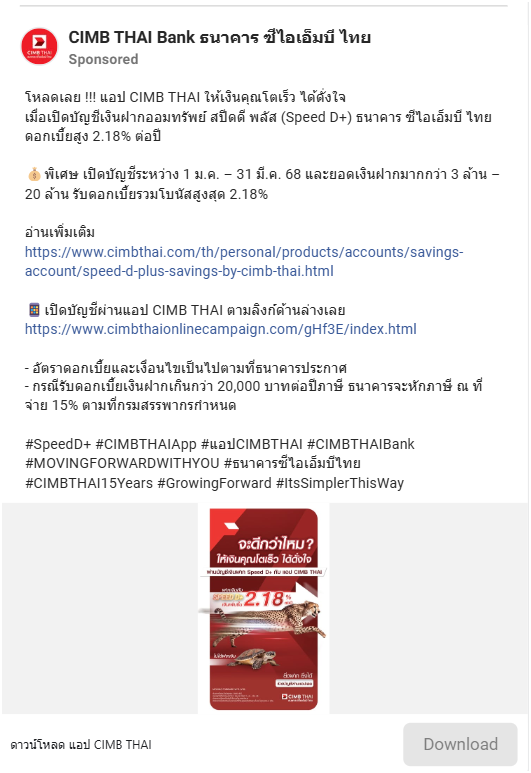 CIMB THAI Bank ธนาคาร ซีไอเอ็มบี ไทย
Sponsored
โหลดเลย !!! แอป CIMB THAI ให้เงินคุณโตเร็ว ได้ดั่งใจ
เมื่อเปิดบัญชีเงินฝากออมทรัพย์ สปีดดี พลัส (Speed D+) ธนาคาร ซีไอเอ็มบี ไทย
ดอกเบี้ยสูง 2.18% ต่อปี
💰 พิเศษ เปิดบัญชีระหว่าง 1 ม.ค. – 31 มี.ค. 68 และยอดเงินฝากมากกว่า 3 ล้าน –
20 ล้าน รับดอกเบี้ยรวมโบนัสสูงสุด 2.18%
อ่านเพิ่มเติม
https://www.cimbthai.com/th/personal/products/accounts/savings-
account/speed-d-plus-savings-by-cimb-thai.html
📱 เปิดบัญชีผ่านแอป CIMB THAI ตามลิงก์ด้านล่างเลย
https://www.cimbthaionlinecampaign.com/gHf3E/index.html
- อัตราดอกเบี้ยและเงื่อนไขเป็นไปตามที่ธนาคารประกาศ
- กรณีรับดอกเบี้ยเงินฝากเกินกว่า 20,000 บาทต่อปีภาษี ธนาคารจะหักภาษี ณ ที่
จ่าย 15% ตามที่กรมสรรพากรกำหนด
#SpeedD+ #CIMBTHAIApp #แอปCIMBTHAI #CIMBTHAIBank
#MOVINGFORWARDWITHYOU #ธนาคารซีไอเอ็มบีไทย
#CIMBTHAI15Years #GrowingForward #ItsSimplerThisWay
จะดีกว่าไหม?
ให้เงินคุณโตเร็ว ได้ดั่งใจ
ผ่านบัญชีเงินฝาก Speed D+ กับ แอป CIMB THAI
SPEED D+
2.18%
CIMB THAI
ดาวน์โหลด แอป CIMB THAI
Download